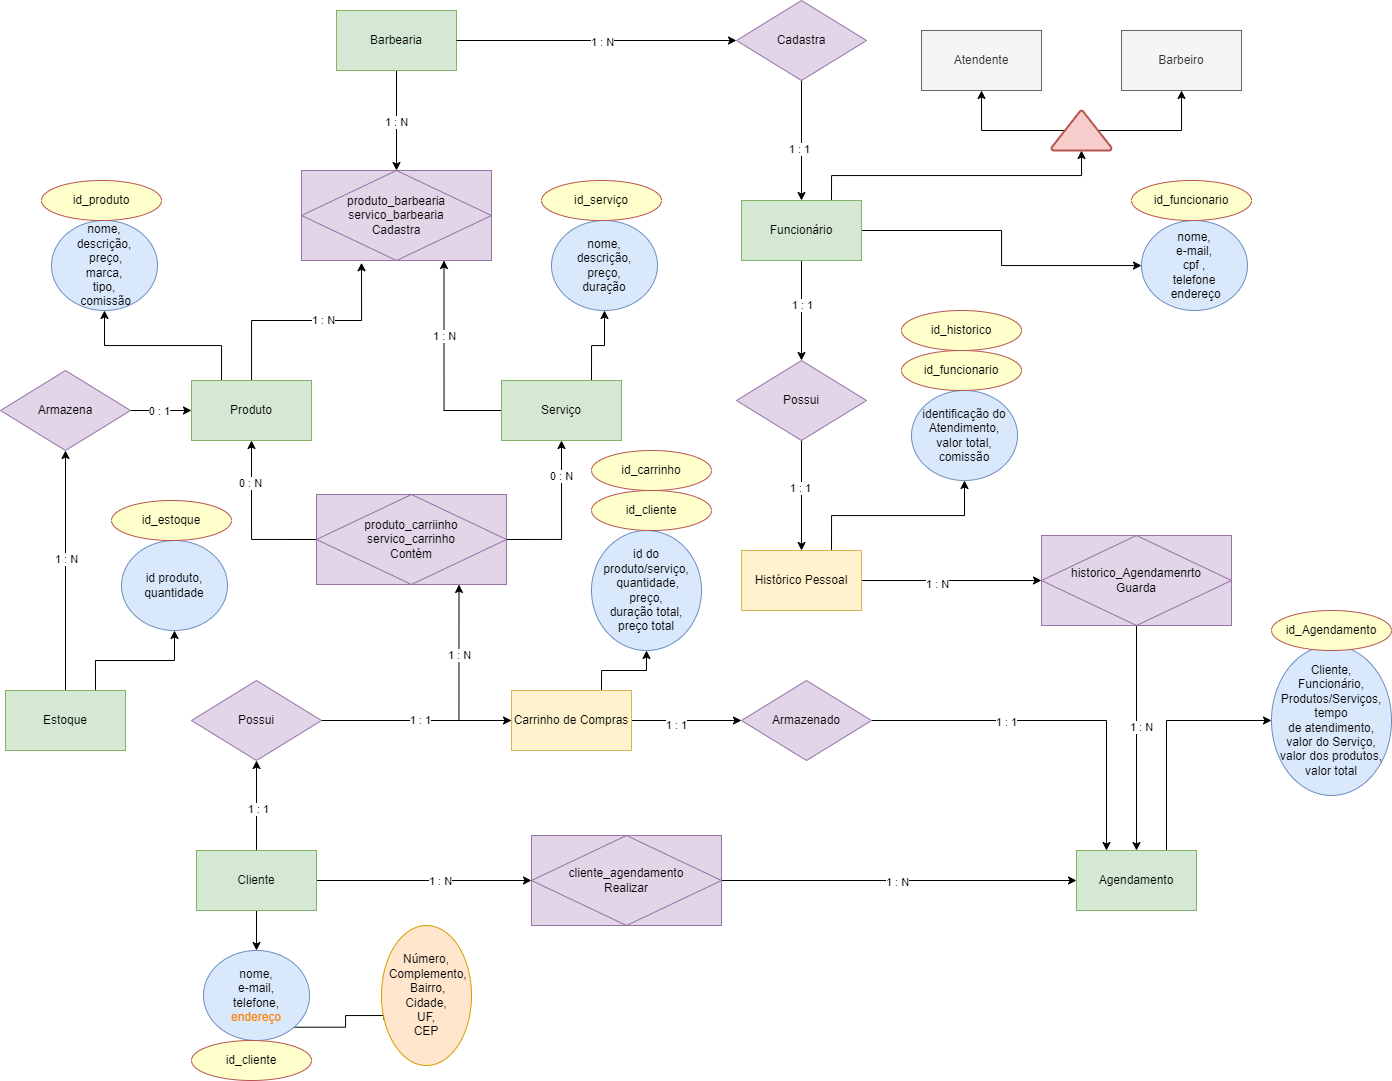 Barbearia
1 : N
Cadastra
Atendente
Barbeiro
1 : N
1 : 1
produto_barbearia
servico_barbearia
Cadastra
id_produto
nome,
descrição,
preço,
marca,
tipo,
comissão
id_serviço
nome,
descrição,
preço,
duração
Funcionário
id_funcionario
nome,
e-mail,
cpf ,
telefone
endereço
1 : N
1 : N
1 : 1
id_historico
id_funcionario
identificação do
Atendimento,
valor total,
comissão
Armazena
0 : 1
Produto
Serviço
Possui
0 : N
0 : N
1 : 1
id_carrinho
id_cliente
id do
produto/serviço,
quantidade,
preço,
duração total,
preço total
produto_carriinho
servico_carrinho
Contém
id_estoque
id produto,
quantidade
1 : N
Histórico Pessoal
1 : N
historico_Agendamenrto
Guarda
id_Agendamento
Cliente,
Funcionário,
Produtos/Serviços,
tempo
de atendimento,
valor do Serviço,
valor dos produtos,
valor total
1 : N
Estoque
Possui
1 : 1
Carrinho de Compras
1 : 1
Armazenado
1 : 1
1 : N
1 : 1
Cliente
1 : N
cliente_agendamento
Realizar
1 : N
Agendamento
nome,
e-mail,
telefone,
endereço
id_cliente
Número,
Complemento,
Bairro,
Cidade,
UF,
CEP